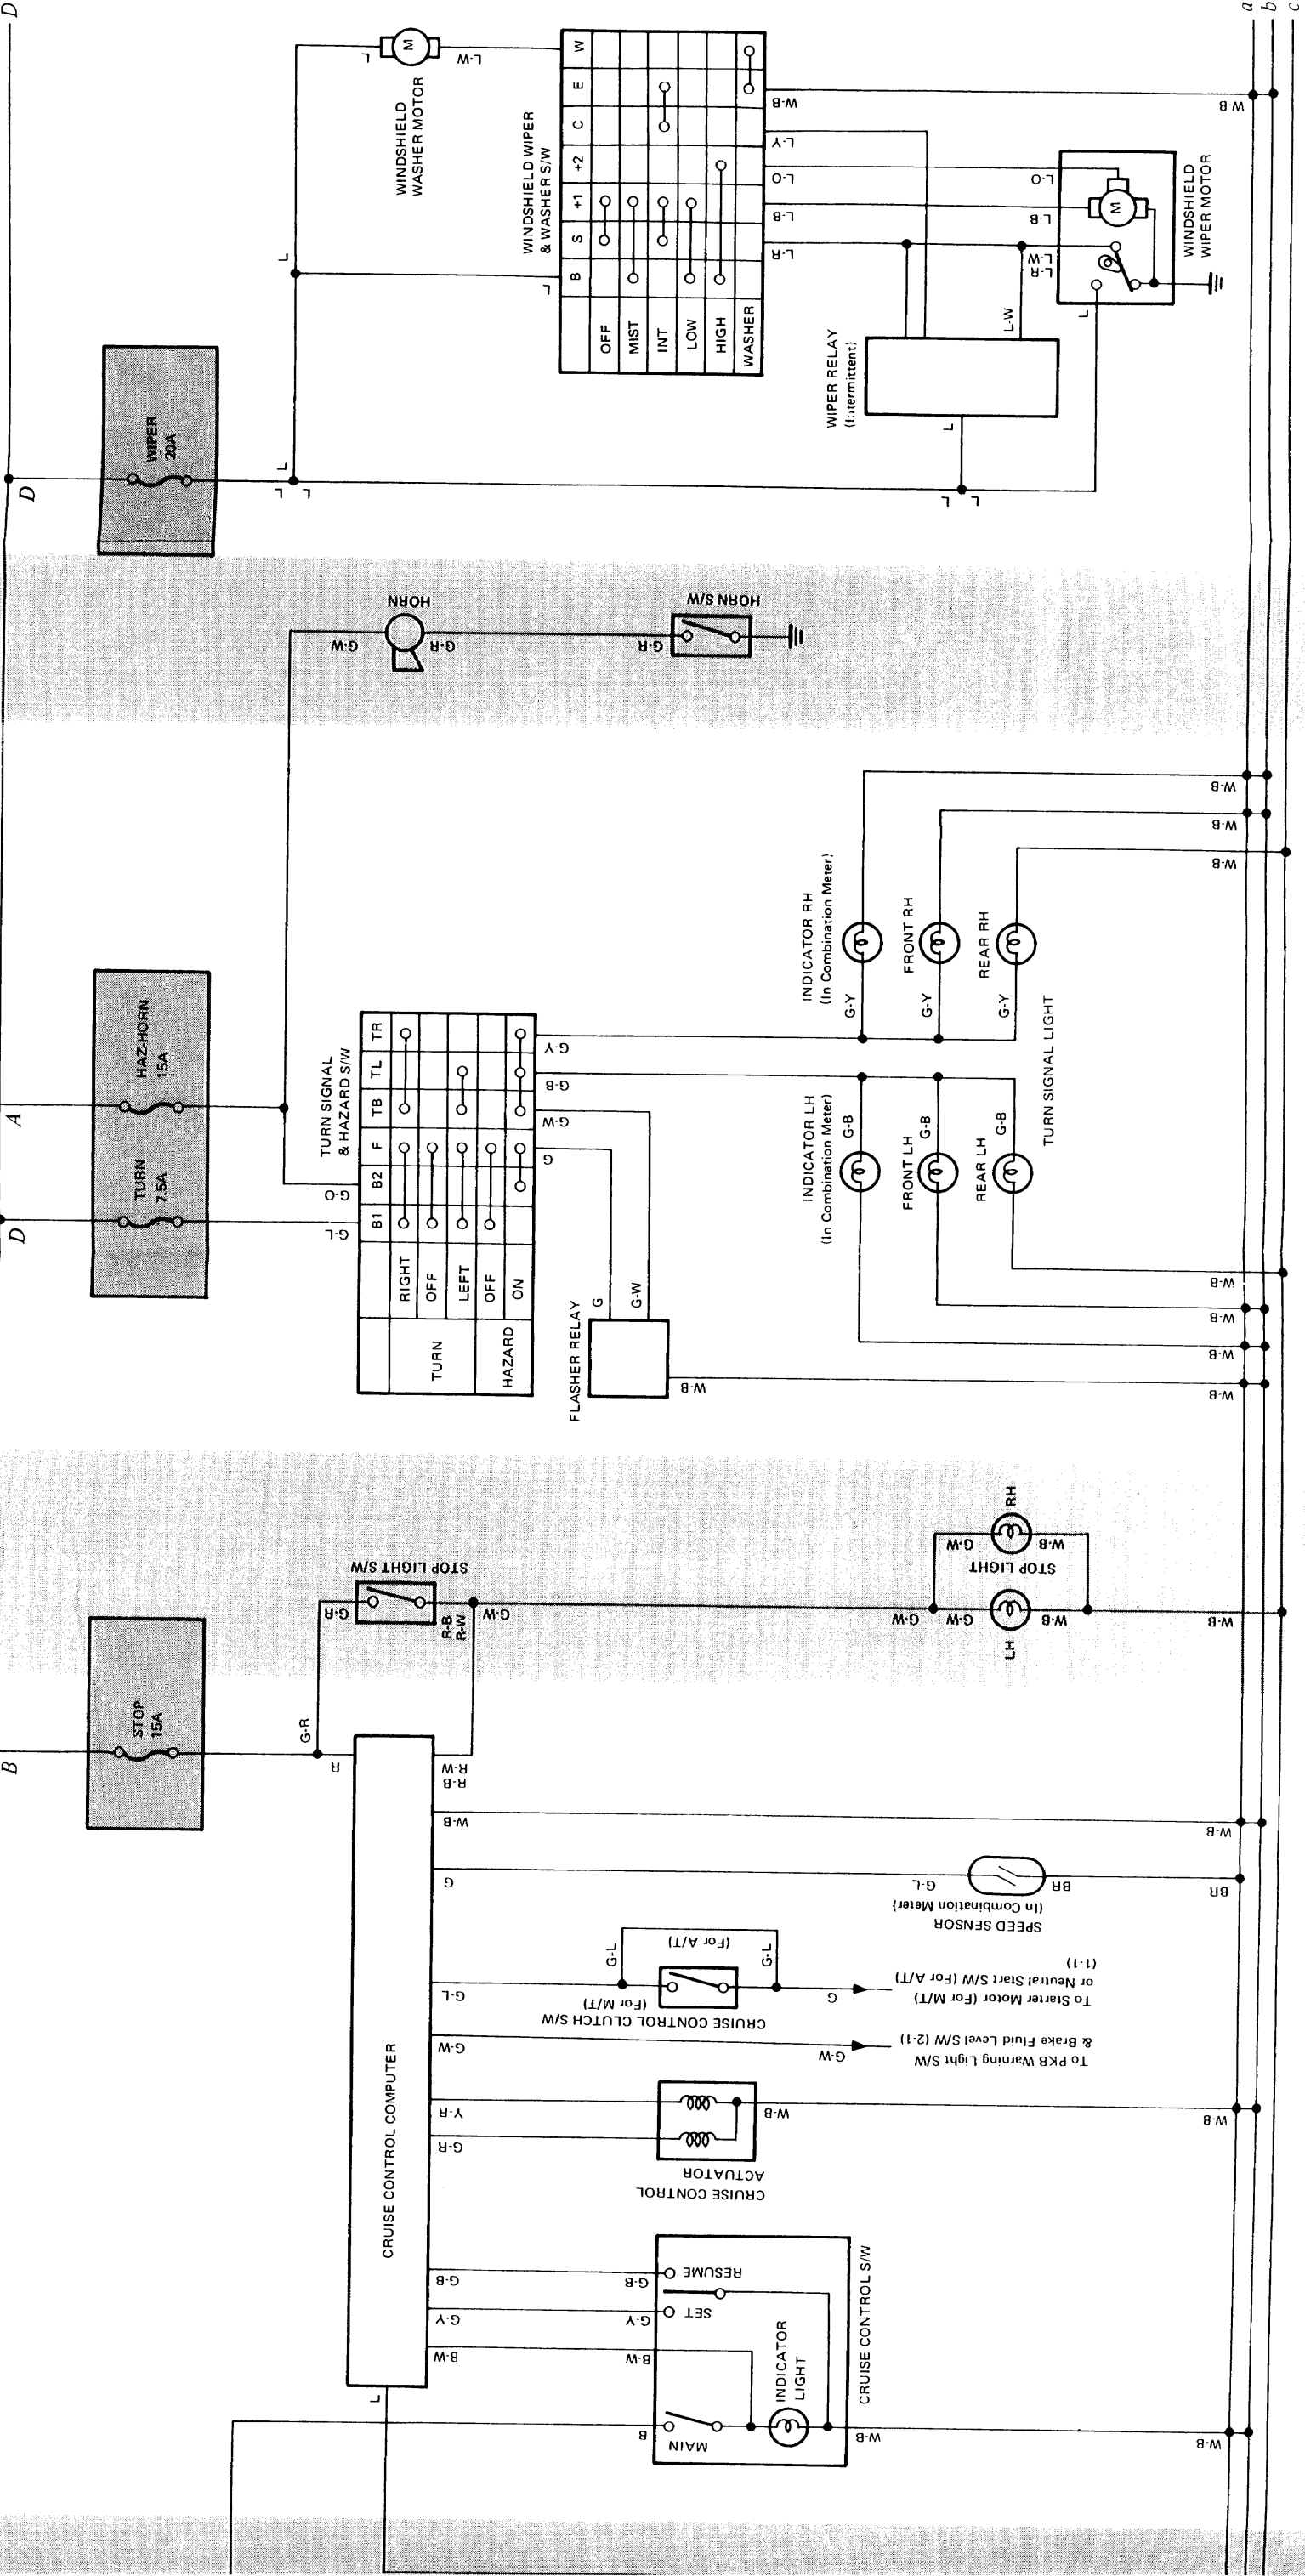 D
D
WIPER
20A
L
L
L
L
L
L-W
M
WINDSHIELD
WASHER MOTOR
WINDSHIELD WIPER
& WASHER S/W
L
B
S
+1
+2
C
E
W
OFF
MIST
INT
LOW
HIGH
WASHER
L-R
L-B
L-O
L-Y
W-B
W-B
WIPER RELAY
L
L
L-W
L-R
L-W
L-B
L-O
L
M
WINDSHIELD
WIPER MOTOR
a
b
c
G-W
HORN
G-R
G-R
HORN S/W
A
D
TURN
7.5A
HAZ-HORN
15A
G-L
G-O
TURN SIGNAL
& HAZARD S/W
B1
B2
F
TB
TL
TR
TURN
RIGHT
OFF
LEFT
HAZARD
OFF
ON
G
G-W
G-B
G-Y
FLASHER RELAY
G
G-W
W-B
W-B
INDICATOR RH
(In Combination Meter)
G-Y
FRONT RH
G-Y
REAR RH
G-Y
TURN SIGNAL LIGHT
INDICATOR LH
(In Combination Meter)
G-B
FRONT LH
G-B
REAR LH
G-B
W-B
W-B
W-B
W-B
W-B
W-B
B
STOP
15A
G-R
R
G-R
STOP LIGHT S/W
R-B
R-W
G-W
R-W
R-B
G-W
G-W
G-W
LH
RH
STOP LIGHT
W-B
W-B
W-B
CRUISE CONTROL COMPUTER
L
W-B
W-B
G
G-L
SPEED SENSOR
(In Combination Meter)
BR
BR
G-L
G-L
(For A/T)
G-L
CRUISE CONTROL CLUTCH S/W
(For M/T)
G
To Starter Motor (For M/T)
or Neutral Start S/W (For A/T)
(1-1)
G-W
G-W
To PKB Warning Light S/W
& Brake Fluid Level S/W (2-1)
Y-R
G-R
CRUISE CONTROL
ACTUATOR
W-B
W-B
G-B
G-Y
B-W
G-B
G-Y
B-W
B
RESUME
SET
MAIN
INDICATOR
LIGHT
CRUISE CONTROL S/W
W-B
W-B